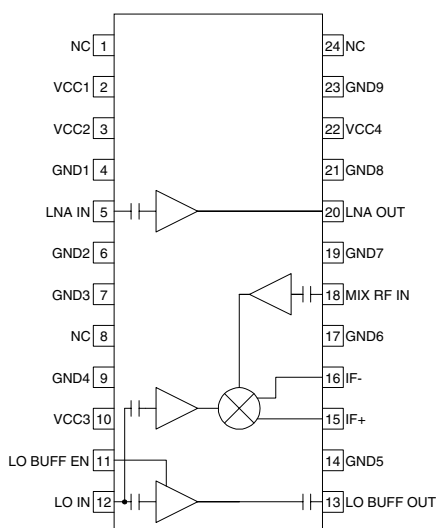 NC 1
VCC1 2
VCC2 3
GND1 4
LNA IN 5
GND2 6
GND3 7
NC 8
GND4 9
VCC3 10
LO BUFF EN 11
LO IN 12
24 NC
23 GND9
22 VCC4
21 GND8
20 LNA OUT
19 GND7
18 MIX RF IN
17 GND6
16 IF-
15 IF+
14 GND5
13 LO BUFF OUT